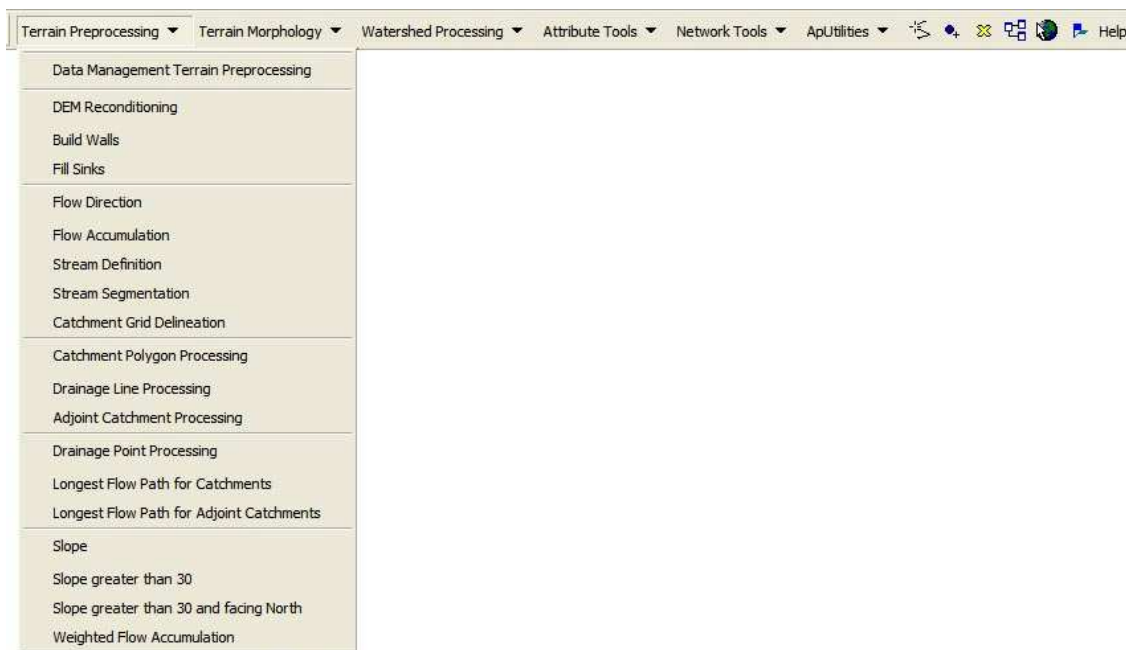 Terrain Preprocessing Terrain Morphology Watershed Processing Attribute Tools Network Tools ApUtilities Help
Data Management Terrain Preprocessing
DEM Reconditioning
Build Walls
Fill Sinks
Flow Direction
Flow Accumulation
Stream Definition
Stream Segmentation
Catchment Grid Delineation
Catchment Polygon Processing
Drainage Line Processing
Adjoint Catchment Processing
Drainage Point Processing
Longest Flow Path for Catchments
Longest Flow Path for Adjoint Catchments
Slope
Slope greater than 30
Slope greater than 30 and facing North
Weighted Flow Accumulation